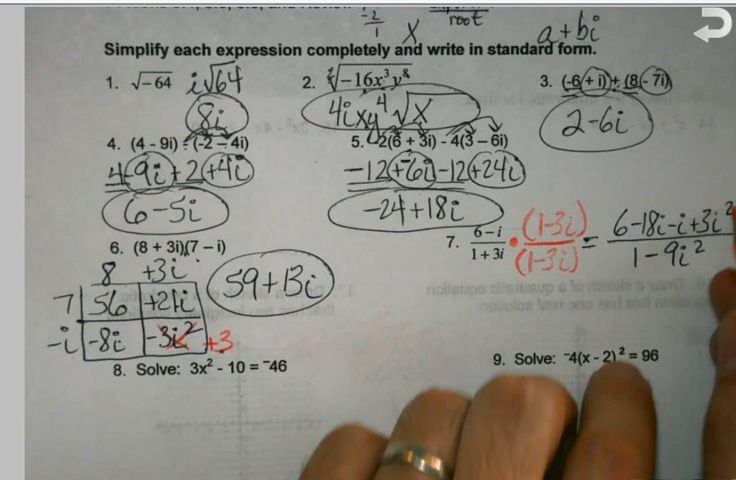 -2
1
x
root
a+bi
Simplify each expression completely and write in standard form.
1. √-64 i√64
8i
2. ²√-16x³y⁸
4ixy⁴√x
3. (-6 + i) + (8 - 7i)
2-6i
4. (4 - 9i) - (-2 - 4i)
4-9i+2+4i
6-5i
5. -2(6 + 3i) - 4(3 - 6i)
-12+-6i-12+24i
-24+18i
6. (8 + 3i)(7 - i)
8 +3i
7 56 +21i
-i -8i -3i² +3
59+13i
7. 6 - i / 1 + 3i • (1-3i) / (1-3i) = 6-18i-i+3i² / 1-9i²
8. Solve: 3x² - 10 = ⁻46
9. Solve: ⁻4(x - 2)² = 96